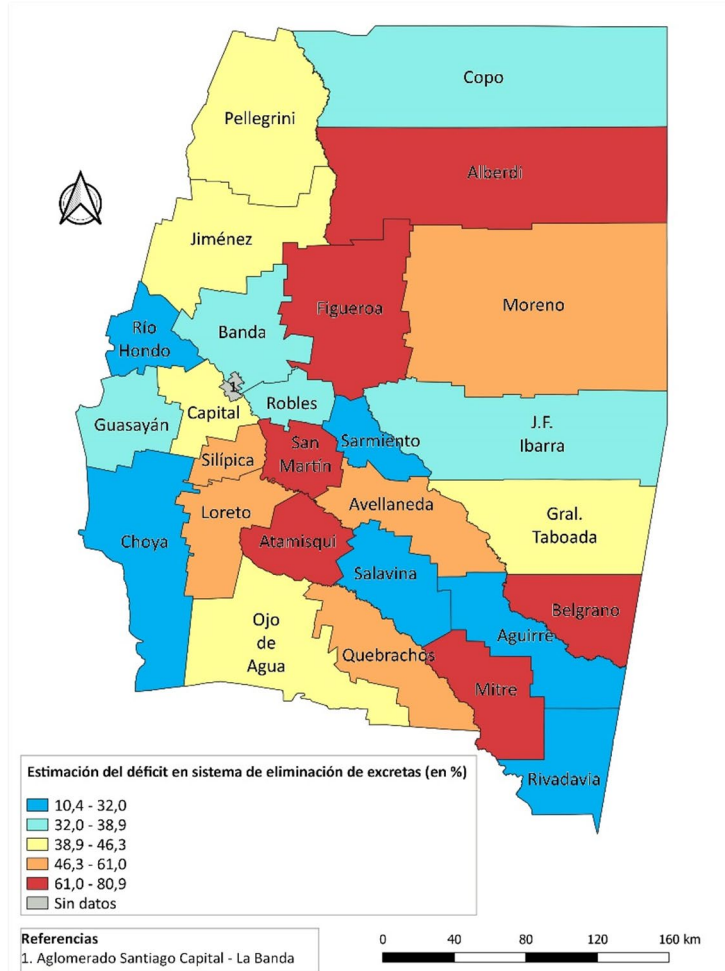 Copo
Pellegrini
Alberdi
Jiménez
Figueroa
Moreno
Río
Hondo
Banda
1
Guasayán
Capital
Robles
J.F.
Ibarra
Sarmiento
San
Martín
Silípica
Avellaneda
Loreto
Gral.
Taboada
Choya
Atamisqui
Salavina
Belgrano
Ojo
de
Agua
Aguirre
Quebrachos
Mitre
Rivadavia
Estimación del déficit en sistema de eliminación de excretas (en %)
10,4 - 32,0
32,0 - 38,9
38,9 - 46,3
46,3 - 61,0
61,0 - 80,9
Sin datos
Referencias
1. Aglomerado Santiago Capital - La Banda
0 40 80 120 160 km